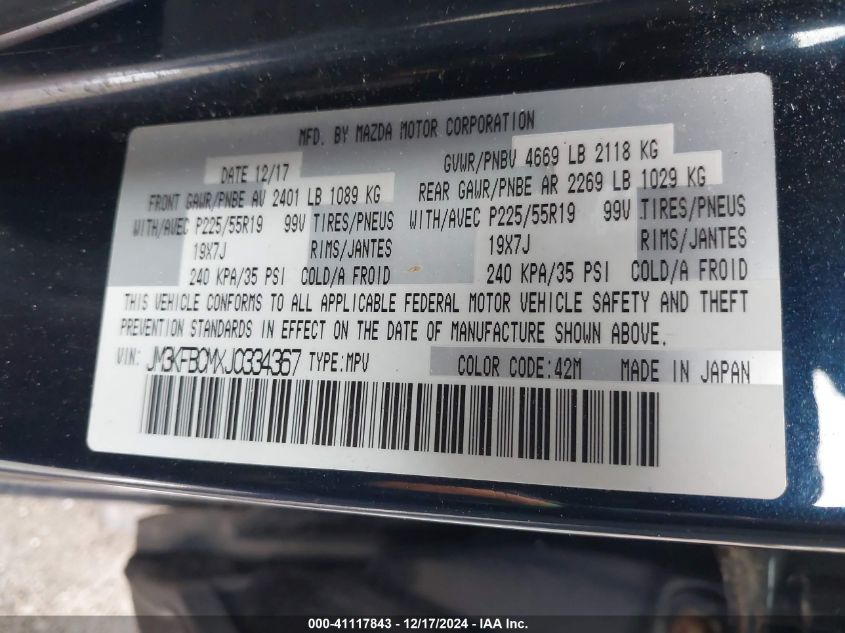 MFD. BY MAZDA MOTOR CORPORATION
DATE 12/17 GVWR/PNBV 4669 LB 2118 KG
FRONT GAWR/PNBE AV 2401 LB 1089 KG REAR GAWR/PNBE AR 2269 LB 1029 KG
WITH/AVEC P225/55R19 99V TIRES/PNEUS WITH/AVEC P225/55R19 99V TIRES/PNEUS
19X7J RIMS/JANTES 19X7J RIMS/JANTES
240 KPA/35 PSI COLD/A FROID 240 KPA/35 PSI COLD/A FROID
THIS VEHICLE CONFORMS TO ALL APPLICABLE FEDERAL MOTOR VEHICLE SAFETY AND THEFT
PREVENTION STANDARDS IN EFFECT ON THE DATE OF MANUFACTURE SHOWN ABOVE.
VIN: JM3KFBCMXJ0334367 TYPE:MPV COLOR CODE:42M MADE IN JAPAN
000-41117843 - 12/17/2024 - IAA Inc.